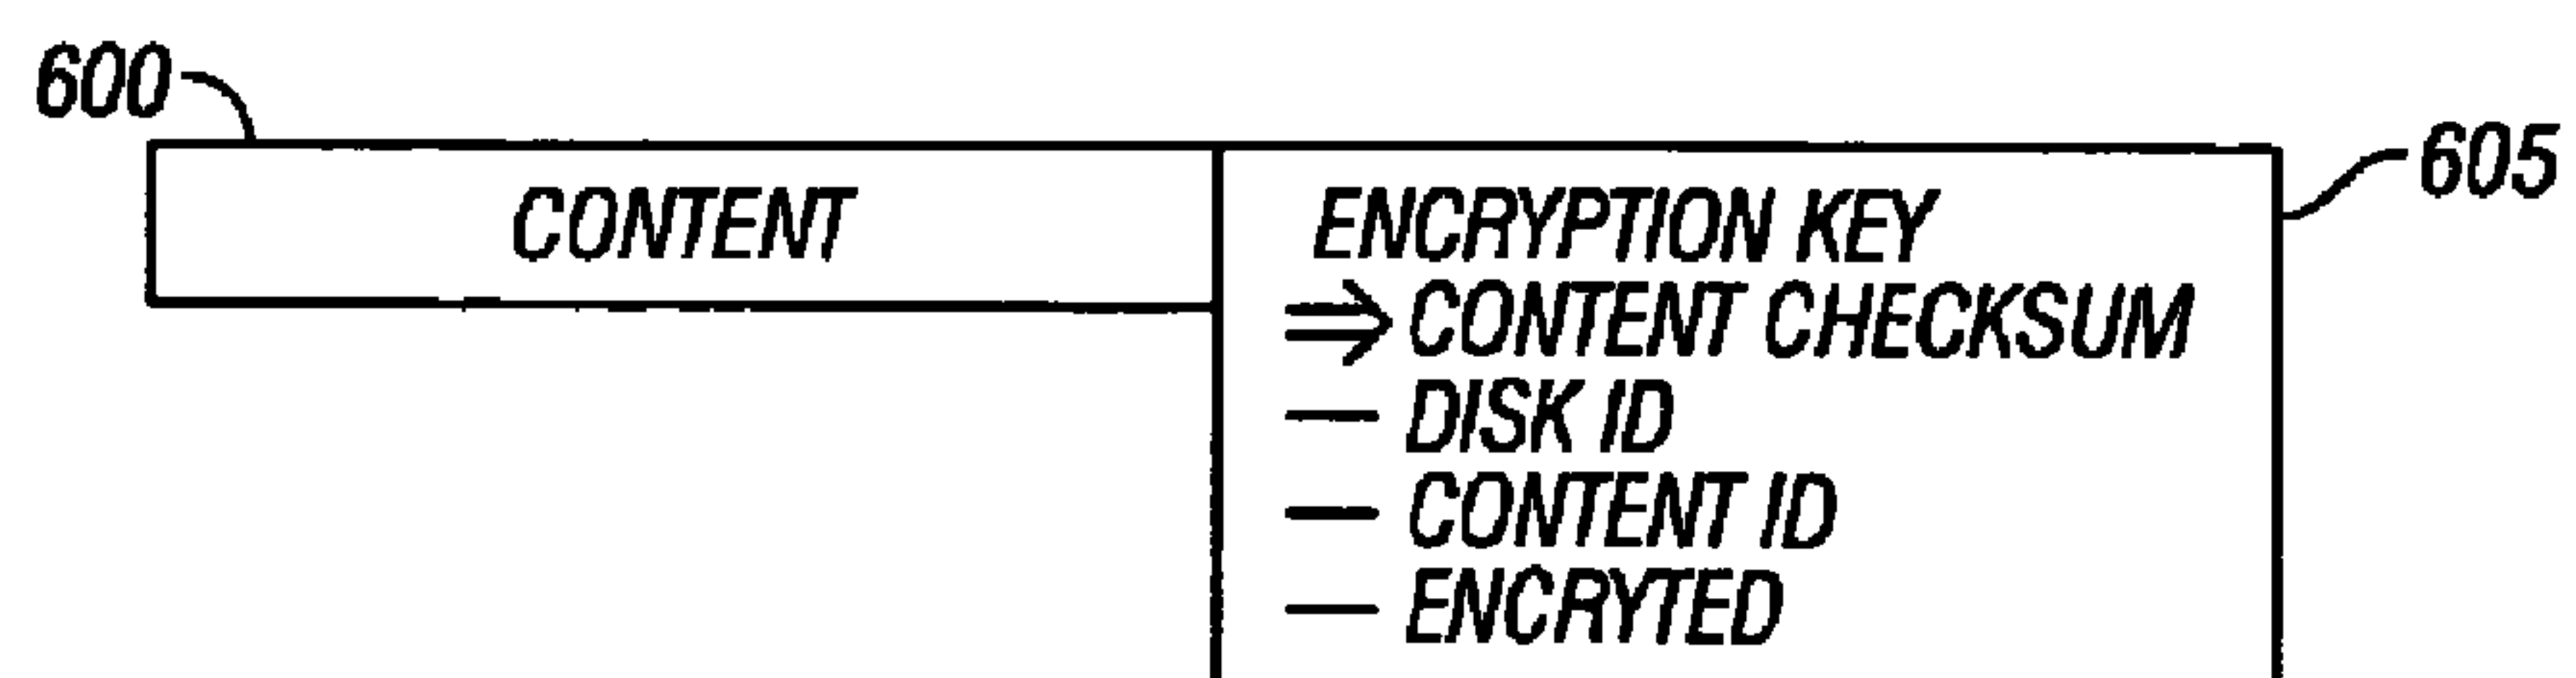 600
605
CONTENT
ENCRYPTION KEY
⇒ CONTENT CHECKSUM
— DISK ID
— CONTENT ID
— ENCRYTED